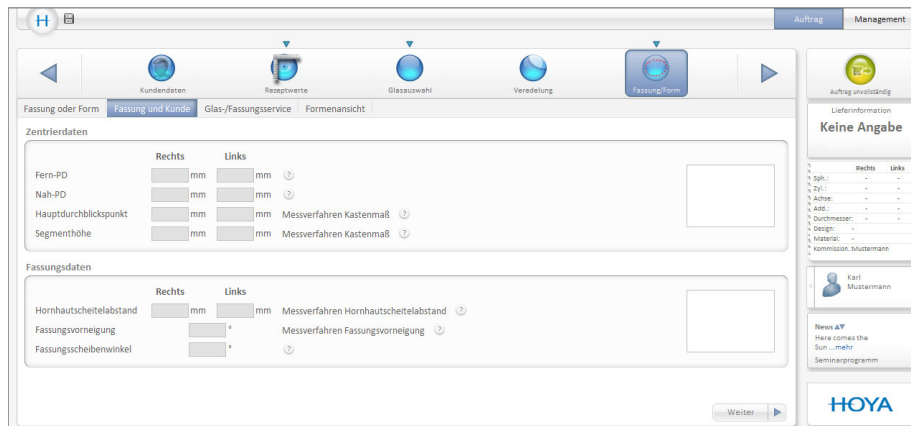 H
Auftrag Management
Kundendaten Rezeptwerte Glasauswahl Veredelung Fassung/Form
Fassung oder Form Fassung und Kunde Glas-/Fassungsservice Formenansicht
Zentrierdaten
Rechts Links
Fern-PD mm mm ?
Nah-PD mm mm ?
Hauptdurchblickspunkt mm mm Messverfahren Kastenmaß ?
Segmenthöhe mm mm Messverfahren Kastenmaß ?
Fassungsdaten
Rechts Links
Hornhautscheitelabstand mm mm Messverfahren Hornhautscheitelabstand ?
Fassungsvorneigung ° Messverfahren Fassungsvorneigung ?
Fassungsscheibenwinkel ° ?
Weiter
Auftrag unvollständig
Lieferinformation
Keine Angabe
Rechts Links
Sph.: - -
Zyl.: - -
Achse: - -
Add.: - -
Durchmesser: - -
Design: -
Material: -
Kommission.:Mustermann
Karl
Mustermann
News
Here comes the
Sun ...mehr
Seminarprogramm
HOYA